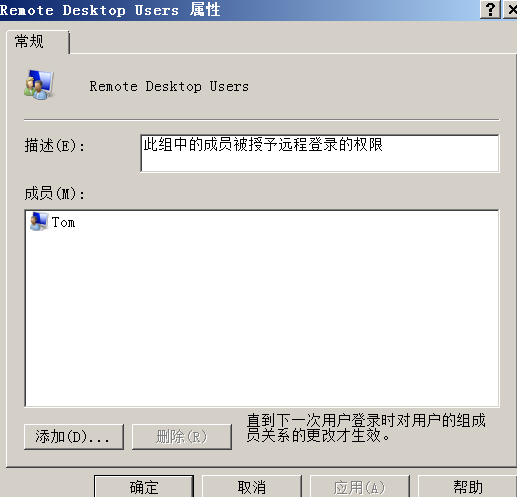 Remote Desktop Users 属性
常规
Remote Desktop Users
描述(E):
此组中的成员被授予远程登录的权限
成员(M):
Tom
添加(D)...
删除(R)
直到下一次用户登录时对用户的组成
员关系的更改才生效。
确定
取消
应用(A)
帮助